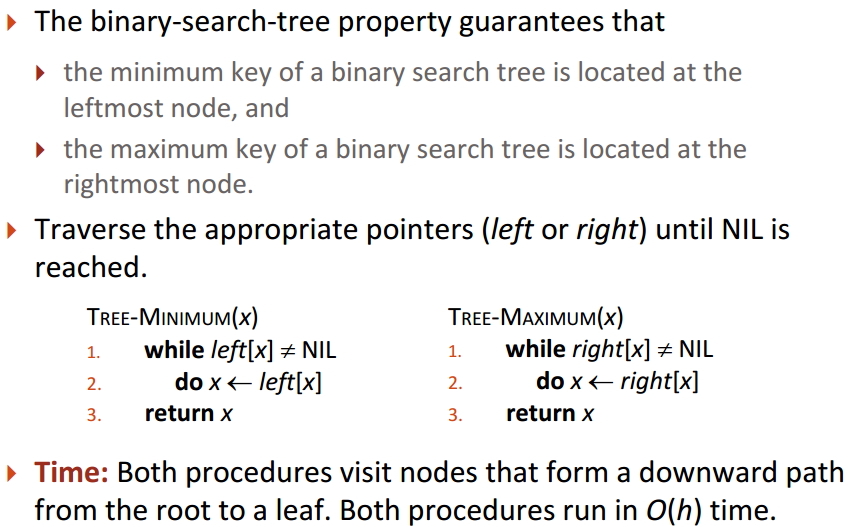 ▸ The binary-search-tree property guarantees that
▸ the minimum key of a binary search tree is located at the
leftmost node, and
▸ the maximum key of a binary search tree is located at the
rightmost node.
▸ Traverse the appropriate pointers (left or right) until NIL is
reached.
TREE-MINIMUM(x)
1. while left[x] ≠ NIL
2. do x ← left[x]
3. return x
TREE-MAXIMUM(x)
1. while right[x] ≠ NIL
2. do x ← right[x]
3. return x
▸ Time: Both procedures visit nodes that form a downward path
from the root to a leaf. Both procedures run in O(h) time.